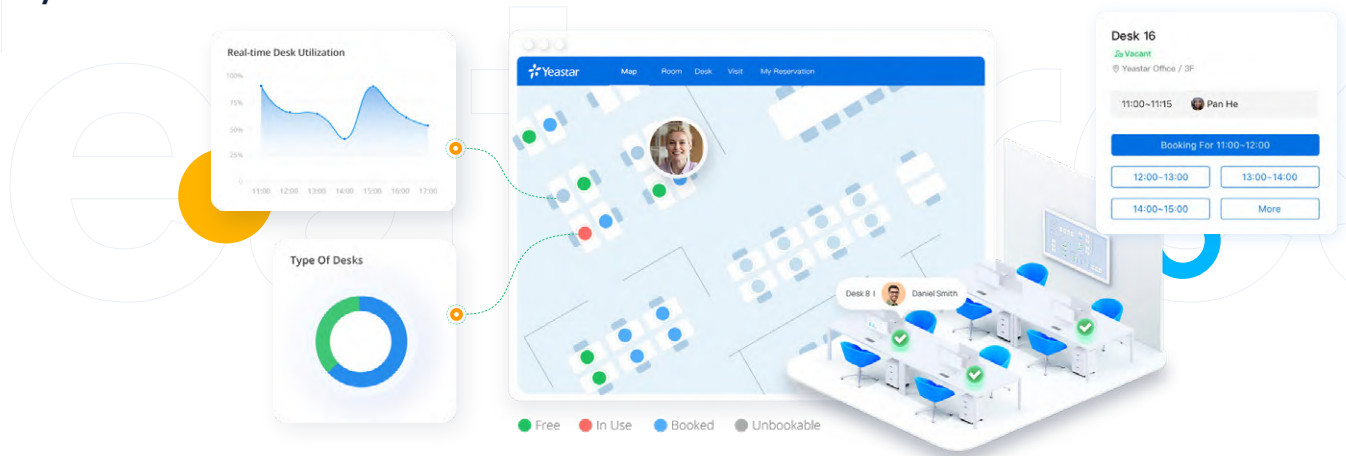 Real-time Desk Utilization
100%
75%
50%
25%
0
11:00 12:00 13:00 14:00 15:00 16:00 17:00
Type Of Desks
Yeastar Map Room Desk Visit My Reservation
Desk 8 | Daniel Smith
Free In Use Booked Unbookable
Desk 16
Vacant
Yeastar Office / 3F
11:00~11:15 Pan He
Booking For 11:00~12:00
12:00~13:00 13:00~14:00
14:00~15:00 More